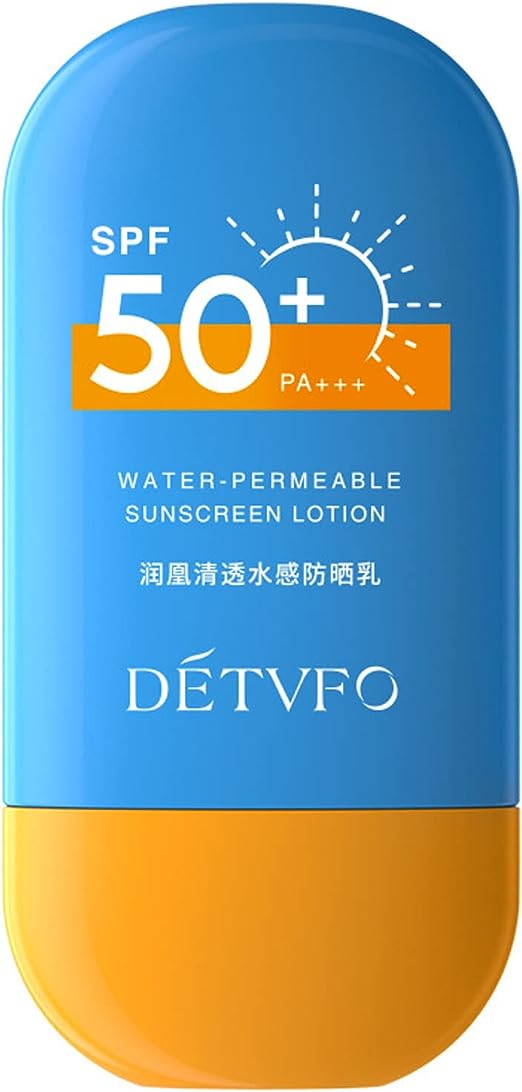 SPF
50+
PA+++
WATER-PERMEABLE
SUNSCREEN LOTION
润凰清透水感防晒乳
DÉTVFO